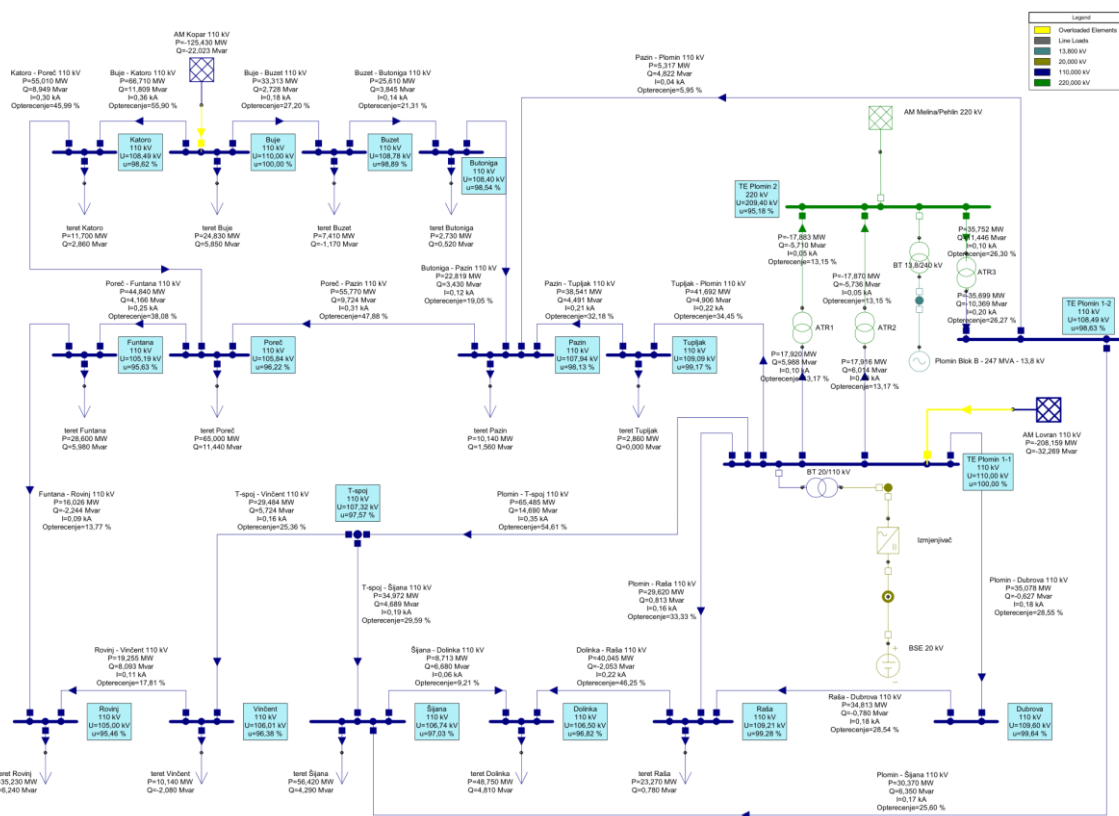 Legend
Overloaded Elements
Line Loads
13,800 kV
20,000 kV
110,000 kV
220,000 kV
AM Kopar 110 kV
P=-125,430 MW
Q=-22,023 Mvar
Katoro - Poreč 110 kV
P=55,010 MW
Q=8,949 Mvar
I=0,30 kA
Opterecenje=45,99 %
Buje - Katoro 110 kV
P=66,710 MW
Q=11,809 Mvar
I=0,36 kA
Opterecenje=55,90 %
Buje - Buzet 110 kV
P=33,313 MW
Q=2,728 Mvar
I=0,18 kA
Opterecenje=27,20 %
Buzet - Butoniga 110 kV
P=25,610 MW
Q=3,845 Mvar
I=0,14 kA
Opterecenje=21,31 %
Pazin - Plomin 110 kV
P=5,317 MW
Q=4,822 Mvar
I=0,04 kA
Opterecenje=5,95 %
AM Melina/Pehlin 220 kV
Katoro
110 kV
U=108,49 kV
u=98,62 %
Buje
110 kV
U=110,00 kV
u=100,00 %
Buzet
110 kV
U=108,78 kV
u=98,89 %
Butoniga
110 kV
U=108,40 kV
u=98,54 %
TE Plomin 2
220 kV
U=209,40 kV
u=95,18 %
teret Katoro
P=11,700 MW
Q=2,860 Mvar
teret Buje
P=24,830 MW
Q=5,850 Mvar
teret Buzet
P=7,410 MW
Q=-1,170 Mvar
teret Butoniga
P=2,730 MW
Q=0,520 Mvar
P=-17,883 MW
Q=-5,710 Mvar
I=0,05 kA
Opterecenje=13,15 %
P=-17,870 MW
Q=-5,736 Mvar
I=0,05 kA
Opterecenje=13,15 %
BT 13,8/240 kV
P=35,752 MW
Q=11,446 Mvar
I=0,10 kA
Opterecenje=26,30 %
ATR3
P=-35,699 MW
Q=-10,369 Mvar
I=0,20 kA
Opterecenje=26,27 %
TE Plomin 1-2
110 kV
U=108,49 kV
u=98,63 %
Poreč - Funtana 110 kV
P=44,840 MW
Q=4,166 Mvar
I=0,25 kA
Opterecenje=38,08 %
Poreč - Pazin 110 kV
P=55,770 MW
Q=9,724 Mvar
I=0,31 kA
Opterecenje=47,88 %
Butoniga - Pazin 110 kV
P=22,819 MW
Q=3,430 Mvar
I=0,12 kA
Opterecenje=19,05 %
Pazin - Tupljak 110 kV
P=38,541 MW
Q=4,491 Mvar
I=0,21 kA
Opterecenje=32,18 %
Tupljak - Plomin 110 kV
P=41,692 MW
Q=4,906 Mvar
I=0,22 kA
Opterecenje=34,45 %
ATR1
ATR2
Plomin Blok B - 247 MVA - 13,8 kV
Funtana
110 kV
U=105,19 kV
u=95,63 %
Poreč
110 kV
U=105,84 kV
u=96,22 %
Pazin
110 kV
U=107,94 kV
u=98,13 %
Tupljak
110 kV
U=109,09 kV
u=99,17 %
P=17,920 MW
Q=5,988 Mvar
I=0,10 kA
P=17,916 MW
Q=6,014 Mvar
Opterecenje=13,17 %
teret Funtana
P=28,600 MW
Q=5,980 Mvar
teret Poreč
P=65,000 MW
Q=11,440 Mvar
teret Pazin
P=10,140 MW
Q=1,560 Mvar
teret Tupljak
P=2,860 MW
Q=0,000 Mvar
AM Lovran 110 kV
P=-208,159 MW
Q=-32,269 Mvar
TE Plomin 1-1
110 kV
U=110,00 kV
u=100,00 %
BT 20/110 kV
Funtana - Rovinj 110 kV
P=16,026 MW
Q=-2,244 Mvar
I=0,09 kA
Opterecenje=13,77 %
T-spoj - Vinčent 110 kV
P=29,484 MW
Q=5,724 Mvar
I=0,16 kA
Opterecenje=25,36 %
T-spoj
110 kV
U=107,32 kV
u=97,57 %
Plomin - T-spoj 110 kV
P=65,485 MW
Q=14,690 Mvar
I=0,35 kA
Opterecenje=54,61 %
Izmjenjivač
T-spoj - Šijana 110 kV
P=34,972 MW
Q=4,689 Mvar
I=0,19 kA
Opterecenje=29,59 %
Plomin - Raša 110 kV
P=29,620 MW
Q=0,813 Mvar
I=0,16 kA
Opterecenje=33,33 %
Plomin - Dubrova 110 kV
P=35,078 MW
Q=-0,627 Mvar
I=0,18 kA
Opterecenje=28,55 %
BSE 20 kV
Rovinj - Vinčent 110 kV
P=19,255 MW
Q=8,093 Mvar
I=0,11 kA
Opterecenje=17,81 %
Šijana - Dolinka 110 kV
P=8,713 MW
Q=6,680 Mvar
I=0,06 kA
Opterecenje=9,21 %
Dolinka - Raša 110 kV
P=40,045 MW
Q=-2,053 Mvar
I=0,22 kA
Opterecenje=46,25 %
Raša - Dubrova 110 kV
P=34,813 MW
Q=-0,780 Mvar
I=0,18 kA
Opterecenje=28,54 %
Rovinj
110 kV
U=105,00 kV
u=95,46 %
Vinčent
110 kV
U=106,01 kV
u=96,38 %
Šijana
110 kV
U=106,74 kV
u=97,03 %
Dolinka
110 kV
U=106,50 kV
u=96,82 %
Raša
110 kV
U=109,21 kV
u=99,28 %
Dubrova
110 kV
U=109,60 kV
u=99,64 %
teret Rovinj
=35,230 MW
=6,240 Mvar
teret Vinčent
P=10,140 MW
Q=-2,080 Mvar
teret Šijana
P=56,420 MW
Q=4,290 Mvar
teret Dolinka
P=48,750 MW
Q=4,810 Mvar
teret Raša
P=23,270 MW
Q=0,780 Mvar
Plomin - Šijana 110 kV
P=30,370 MW
Q=6,350 Mvar
I=0,17 kA
Opterecenje=25,60 %